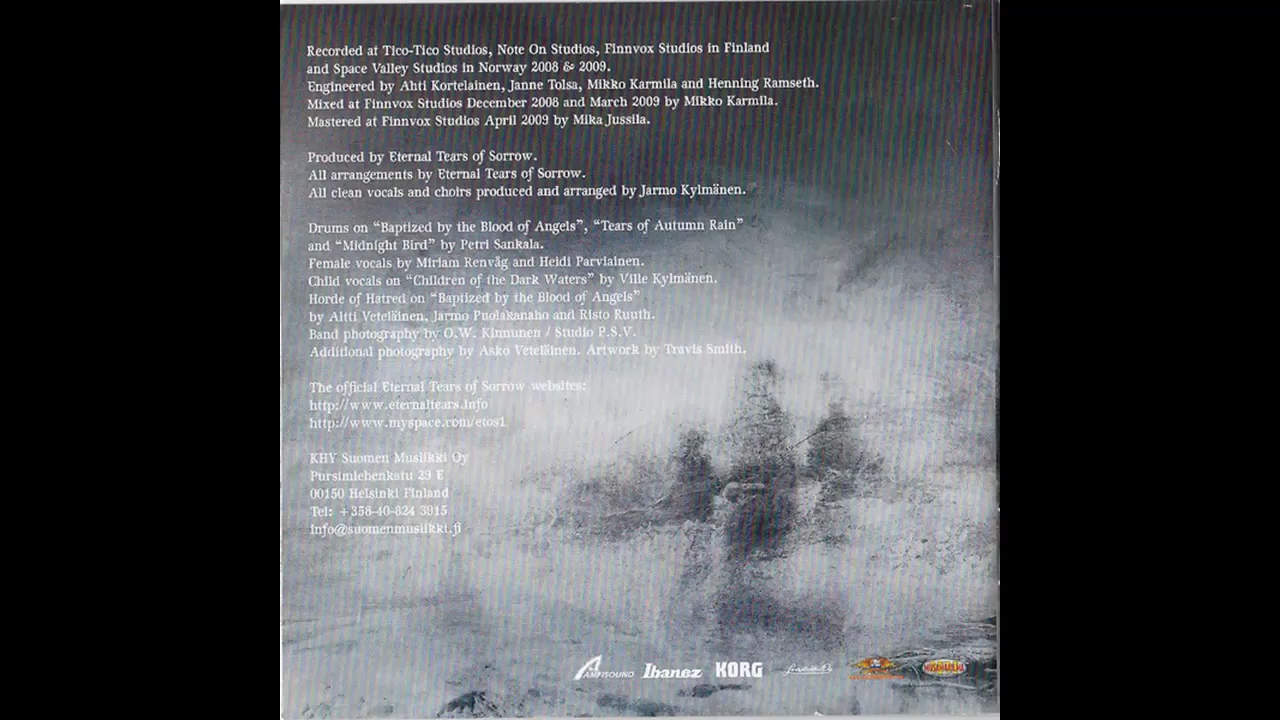 Recorded at Tico-Tico Studios, Note On Studios, Finnvox Studios in Finland
and Space Valley Studios in Norway 2008 & 2009.
Engineered by Ahti Kortelainen, Janne Tolsa, Mikko Karmila and Henning Ramseth.
Mixed at Finnvox Studios December 2008 and March 2009 by Mikko Karmila.
Mastered at Finnvox Studios April 2009 by Mika Jussila.
Produced by Eternal Tears of Sorrow.
All arrangements by Eternal Tears of Sorrow.
All clean vocals and choirs produced and arranged by Jarmo Kylmänen.
Drums on “Baptized by the Blood of Angels”, “Tears of Autumn Rain”
and “Midnight Bird” by Petri Sankala.
Female vocals by Miriam Renvåg and Heidi Parviainen.
Child vocals on “Children of the Dark Waters” by Ville Kylmänen.
Horde of Hatred on “Baptized by the Blood of Angels”
by Altti Veteläinen, Jarmo Puolakanaho and Risto Ruuth.
Band photography by O.W. Kinnunen / Studio P.S.V.
Additional photography by Asko Veteläinen. Artwork by Travis Smith.
The official Eternal Tears of Sorrow websites:
http://www.eternaltears.info
http://www.myspace.com/etos1
KHY Suomen Musiikki Oy
Pursimiehenkatu 29 E
00150 Helsinki Finland
Tel: +358-40-824 3915
info@suomenmusiikki.fi
AMFISOUND Ibanez KORG